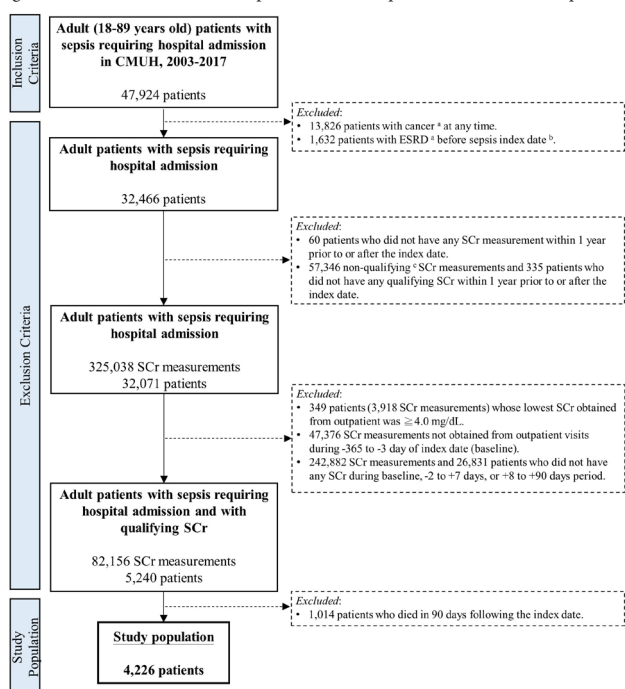 Inclusion
Criteria
Adult (18-89 years old) patients with
sepsis requiring hospital admission
in CMUH, 2003-2017
47,924 patients
Excluded:
• 13,826 patients with cancer ᵃ at any time.
• 1,632 patients with ESRD ᵃ before sepsis index date ᵇ.
Exclusion Criteria
Adult patients with sepsis requiring
hospital admission
32,466 patients
Excluded:
• 60 patients who did not have any SCr measurement within 1 year
prior to or after the index date.
• 57,346 non-qualifying ᶜ SCr measurements and 335 patients who
did not have any qualifying SCr within 1 year prior to or after the
index date.
Adult patients with sepsis requiring
hospital admission
325,038 SCr measurements
32,071 patients
Excluded:
• 349 patients (3,918 SCr measurements) whose lowest SCr obtained
from outpatient was ≧4.0 mg/dL.
• 47,376 SCr measurements not obtained from outpatient visits
during -365 to -3 day of index date (baseline).
• 242,882 SCr measurements and 26,831 patients who did not have
any SCr during baseline, -2 to +7 days, or +8 to +90 days period.
Adult patients with sepsis requiring
hospital admission and with
qualifying SCr
82,156 SCr measurements
5,240 patients
Excluded:
• 1,014 patients who died in 90 days following the index date.
Study
Population
Study population
4,226 patients